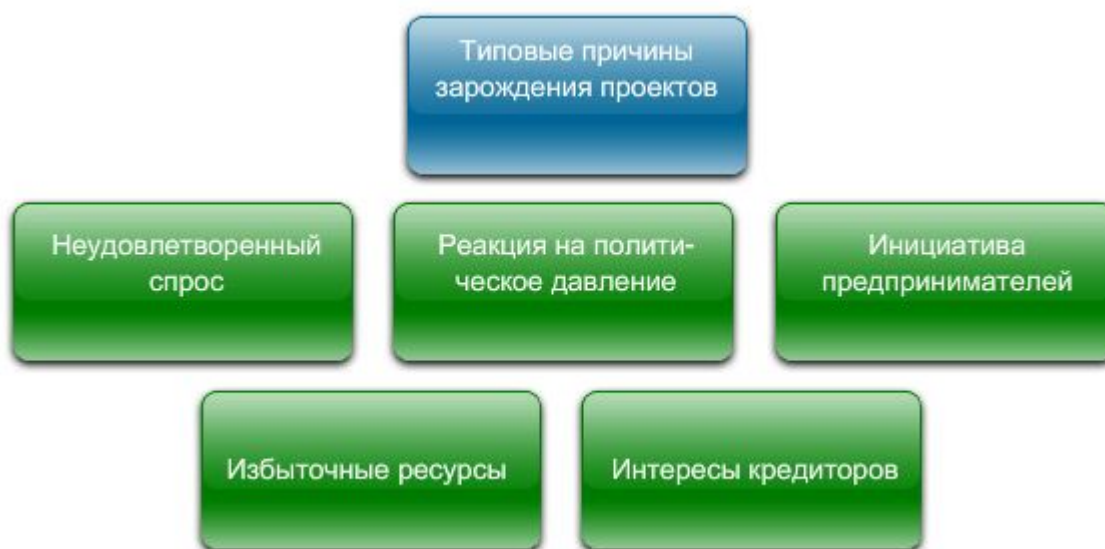 Типовые причины
зарождения проектов
Неудовлетворенный
спрос
Реакция на полити-
ческое давление
Инициатива
предпринимателей
Избыточные ресурсы
Интересы кредиторов